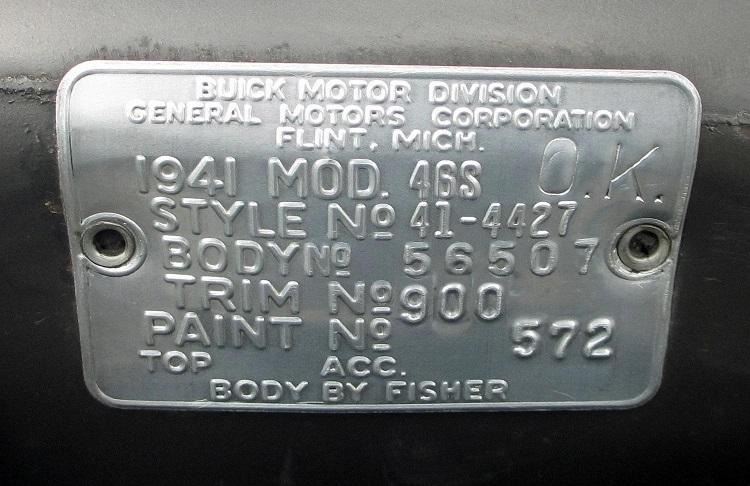 BUICK MOTOR DIVISION
GENERAL MOTORS CORPORATION
FLINT, MICH.
1941 MOD. 46S O.K.
STYLE Nº 41-4427
BODY Nº 56507
TRIM Nº 900
PAINT Nº 572
TOP ACC.
BODY BY FISHER